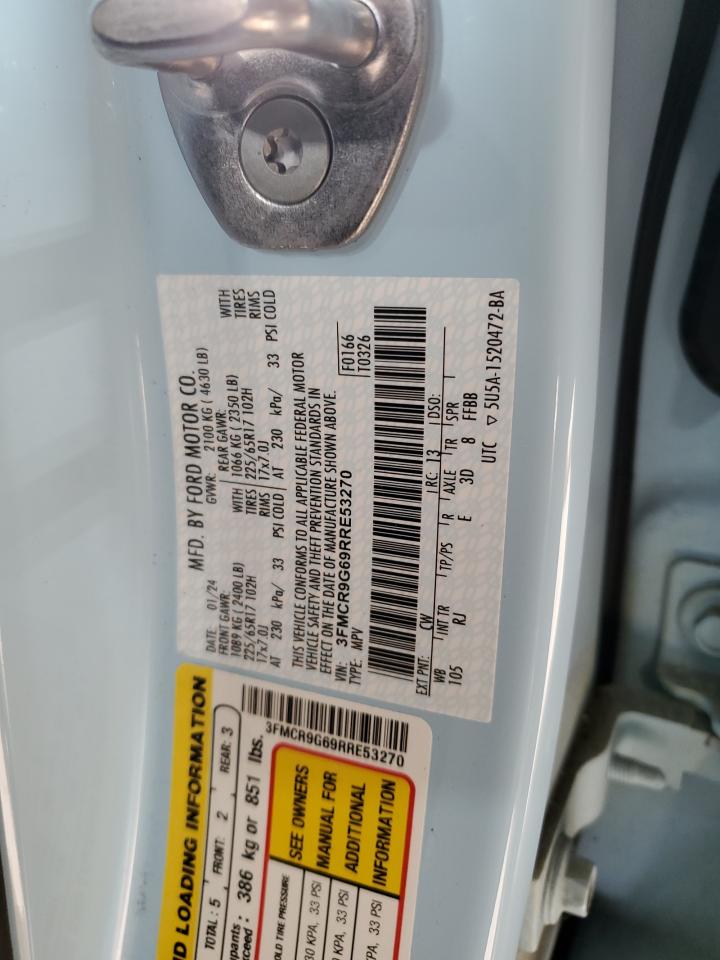 MFD. BY FORD MOTOR CO.
DATE: 01/24 GVWR: 2100 KG ( 4630 LB)
FRONT GAWR: REAR GAWR:
1089 KG ( 2400 LB) WITH 1066 KG ( 2350 LB) WITH
225/65R17 102H TIRES 225/65R17 102H TIRES
17x7.0J RIMS 17x7.0J RIMS
AT 230 kPa/ 33 PSI COLD AT 230 kPa/ 33 PSI COLD
THIS VEHICLE CONFORMS TO ALL APPLICABLE FEDERAL MOTOR
VEHICLE SAFETY AND THEFT PREVENTION STANDARDS IN
EFFECT ON THE DATE OF MANUFACTURE SHOWN ABOVE.
VIN: 3FMCR9G69RRE53270 F0166
TYPE: MPV T0326
EXT PNT: CW RC: 13 DSO:
WB INT TR TP/PS R AXLE TR SPR
105 RJ E 3D 8 FFBB
UTC ▽ 5U5A-1520472-BA
LOADING INFORMATION
TOTAL : 5 FRONT: 2 REAR: 3
386 kg or 851 lbs.
3FMCR9G69RRE53270
TIRE PRESSURE
KPA, 33 PSI
KPA, 33 PSI
KPA, 33 PSI
SEE OWNERS
MANUAL FOR
ADDITIONAL
INFORMATION